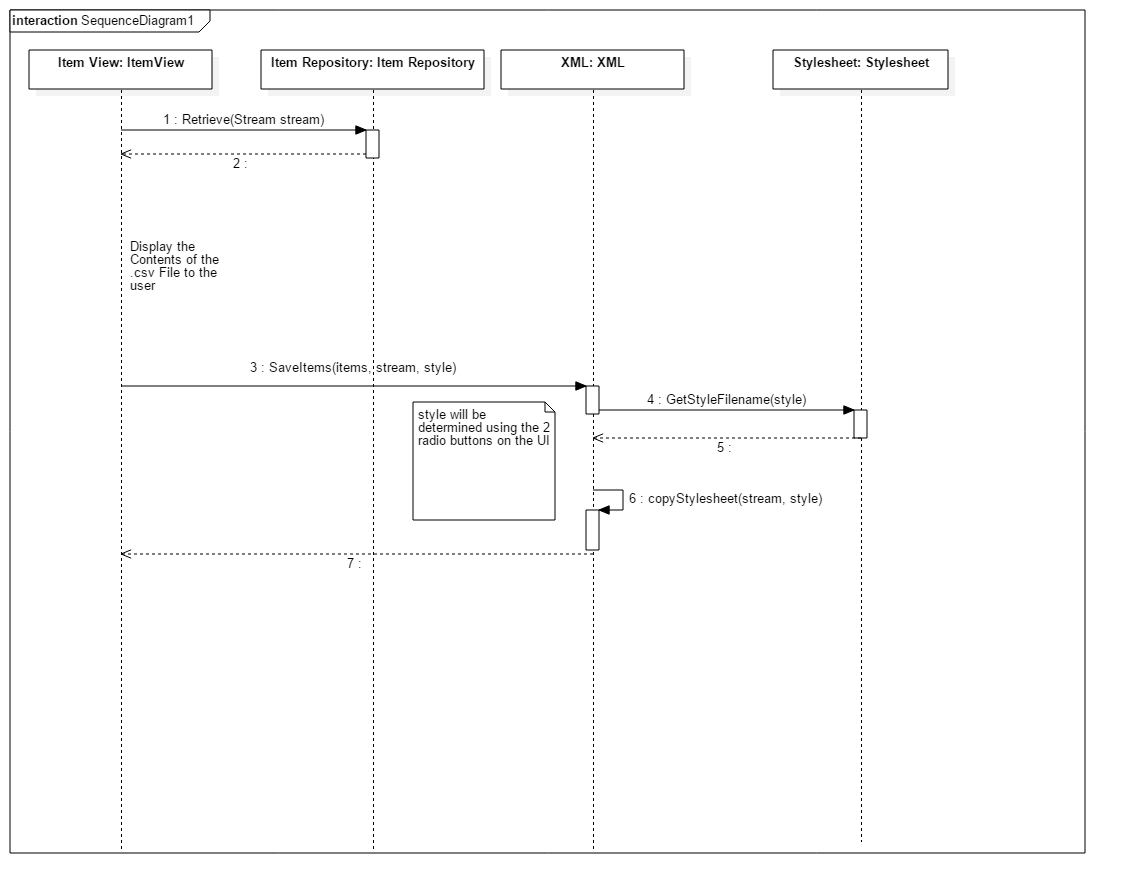 interaction SequenceDiagram1
Item View: ItemView
Item Repository: Item Repository
XML: XML
Stylesheet: Stylesheet
1 : Retrieve(Stream stream)
2 :
Display the
Contents of the
.csv File to the
user
3 : SaveItems(items, stream, style)
4 : GetStyleFilename(style)
style will be
determined using the 2
radio buttons on the UI
5 :
6 : copyStylesheet(stream, style)
7 :